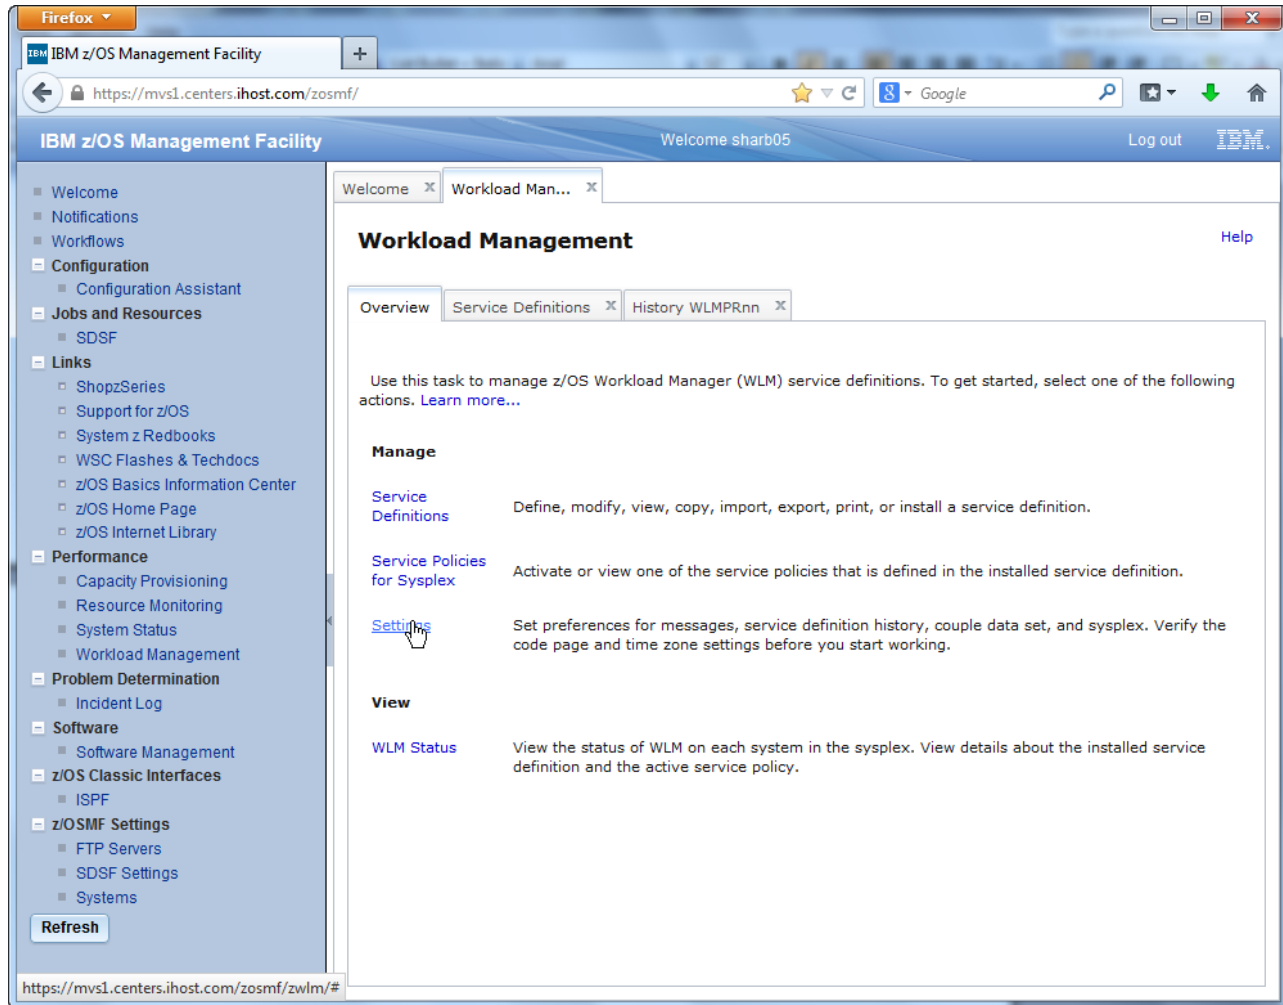 Firefox
IBM IBM z/OS Management Facility
https://mvs1.centers.ihost.com/zosmf/
8 Google
IBM z/OS Management Facility
Welcome sharb05
Log out
IBM.
Welcome
Notifications
Workflows
Configuration
Configuration Assistant
Jobs and Resources
SDSF
Links
ShopzSeries
Support for z/OS
System z Redbooks
WSC Flashes & Techdocs
z/OS Basics Information Center
z/OS Home Page
z/OS Internet Library
Performance
Capacity Provisioning
Resource Monitoring
System Status
Workload Management
Problem Determination
Incident Log
Software
Software Management
z/OS Classic Interfaces
ISPF
z/OSMF Settings
FTP Servers
SDSF Settings
Systems
Refresh
Welcome
Workload Man...
Workload Management
Help
Overview
Service Definitions
History WLMPRnn
Use this task to manage z/OS Workload Manager (WLM) service definitions. To get started, select one of the following
actions. Learn more...
Manage
Service
Definitions
Define, modify, view, copy, import, export, print, or install a service definition.
Service Policies
for Sysplex
Activate or view one of the service policies that is defined in the installed service definition.
Settings
Set preferences for messages, service definition history, couple data set, and sysplex. Verify the
code page and time zone settings before you start working.
View
WLM Status
View the status of WLM on each system in the sysplex. View details about the installed service
definition and the active service policy.
https://mvs1.centers.ihost.com/zosmf/zwlm/#